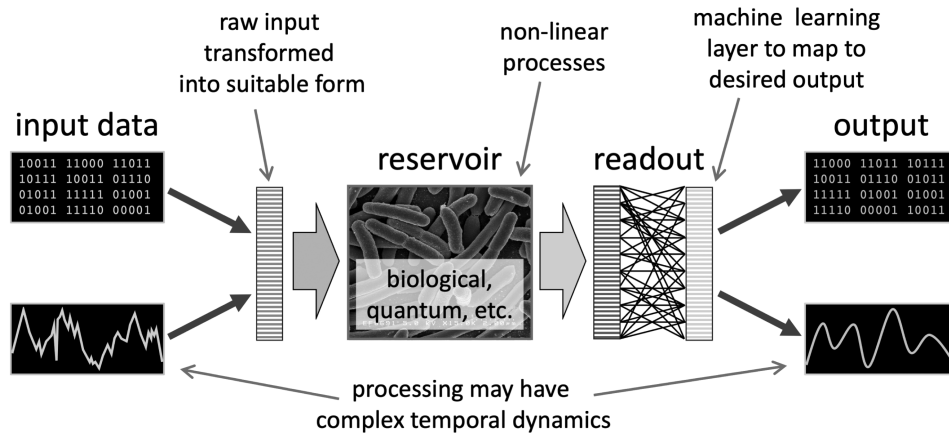 raw input
transformed
into suitable form
non-linear
processes
machine learning
layer to map to
desired output
input data
reservoir
readout
output
10011 11000 11011
10111 10011 01110
01011 11111 01001
01001 11110 00001
biological,
quantum, etc.
11000 11011 10111
10011 01110 01011
11111 01001 01001
11110 00001 10011
processing may have
complex temporal dynamics